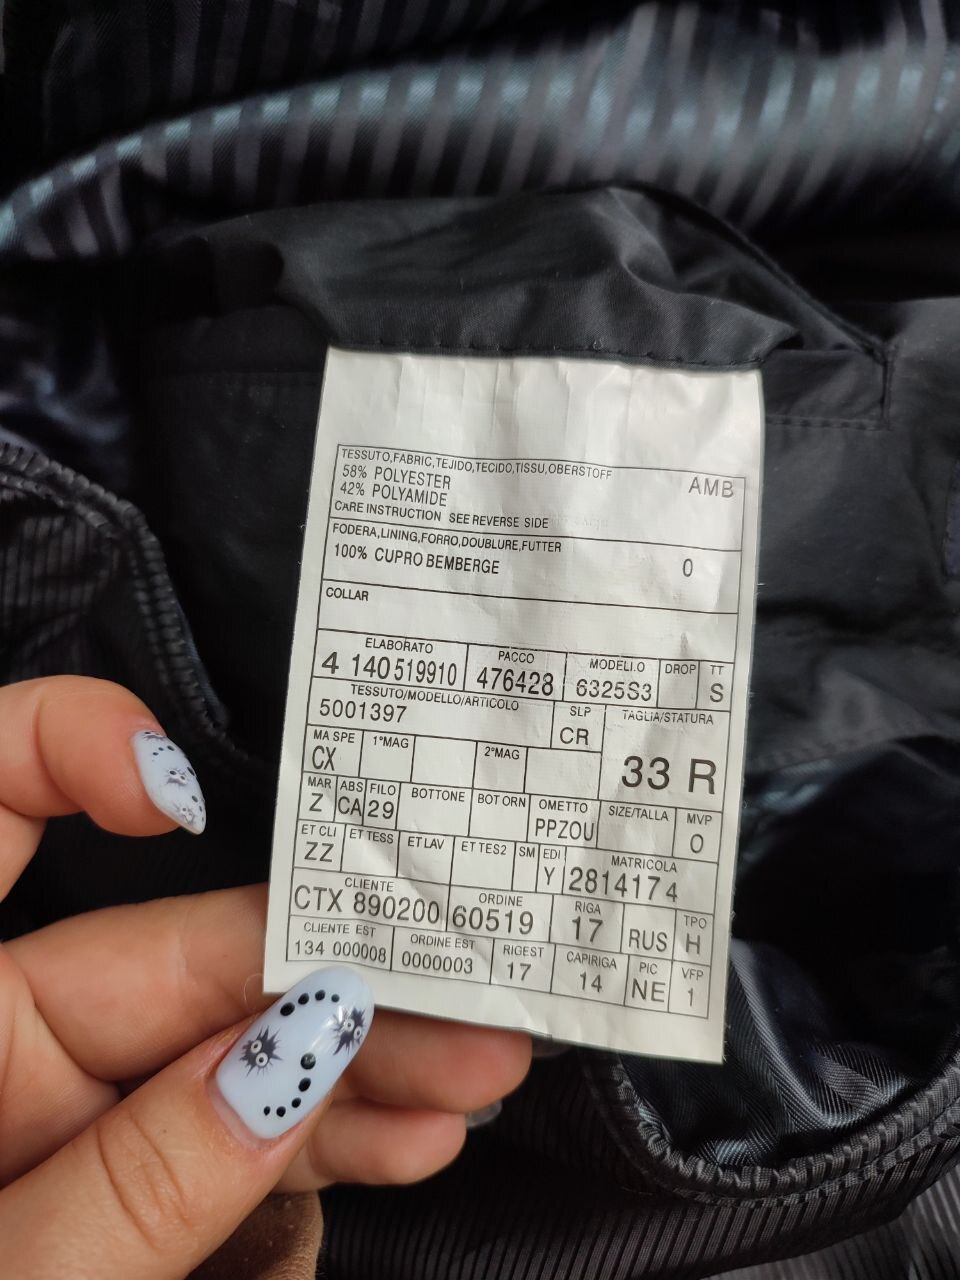 TESSUTO,FABRIC,TEJIDO,TECIDO,TISSU,OBERSTOFF
58% POLYESTER AMB
42% POLYAMIDE
CARE INSTRUCTION SEE REVERSE SIDE
FODERA,LINING,FORRO,DOUBLURE,FUTTER
100% CUPRO BEMBERGE 0
COLLAR
ELABORATO PACCO MODELLO DROP TT
4 140519910 476428 6325S3 S
TESSUTO/MODELLO/ARTICOLO SLP TAGLIA/STATURA
5001397 CR 33 R
MA SPE 1°MAG 2°MAG
CX
MAR ABS FILO BOTTONE BOT ORN OMETTO SIZE/TALLA MVP
Z CA 29 PPZOU O
ET CLI ET TESS ET LAV ET TES2 SM EDI MATRICOLA
ZZ Y 2814174
CLIENTE ORDINE RIGA TPO
CTX 890200 60519 17 RUS H
CLIENTE EST ORDINE EST RIGEST CAPIRIGA PIC VFP
134 000008 0000003 17 14 NE 1